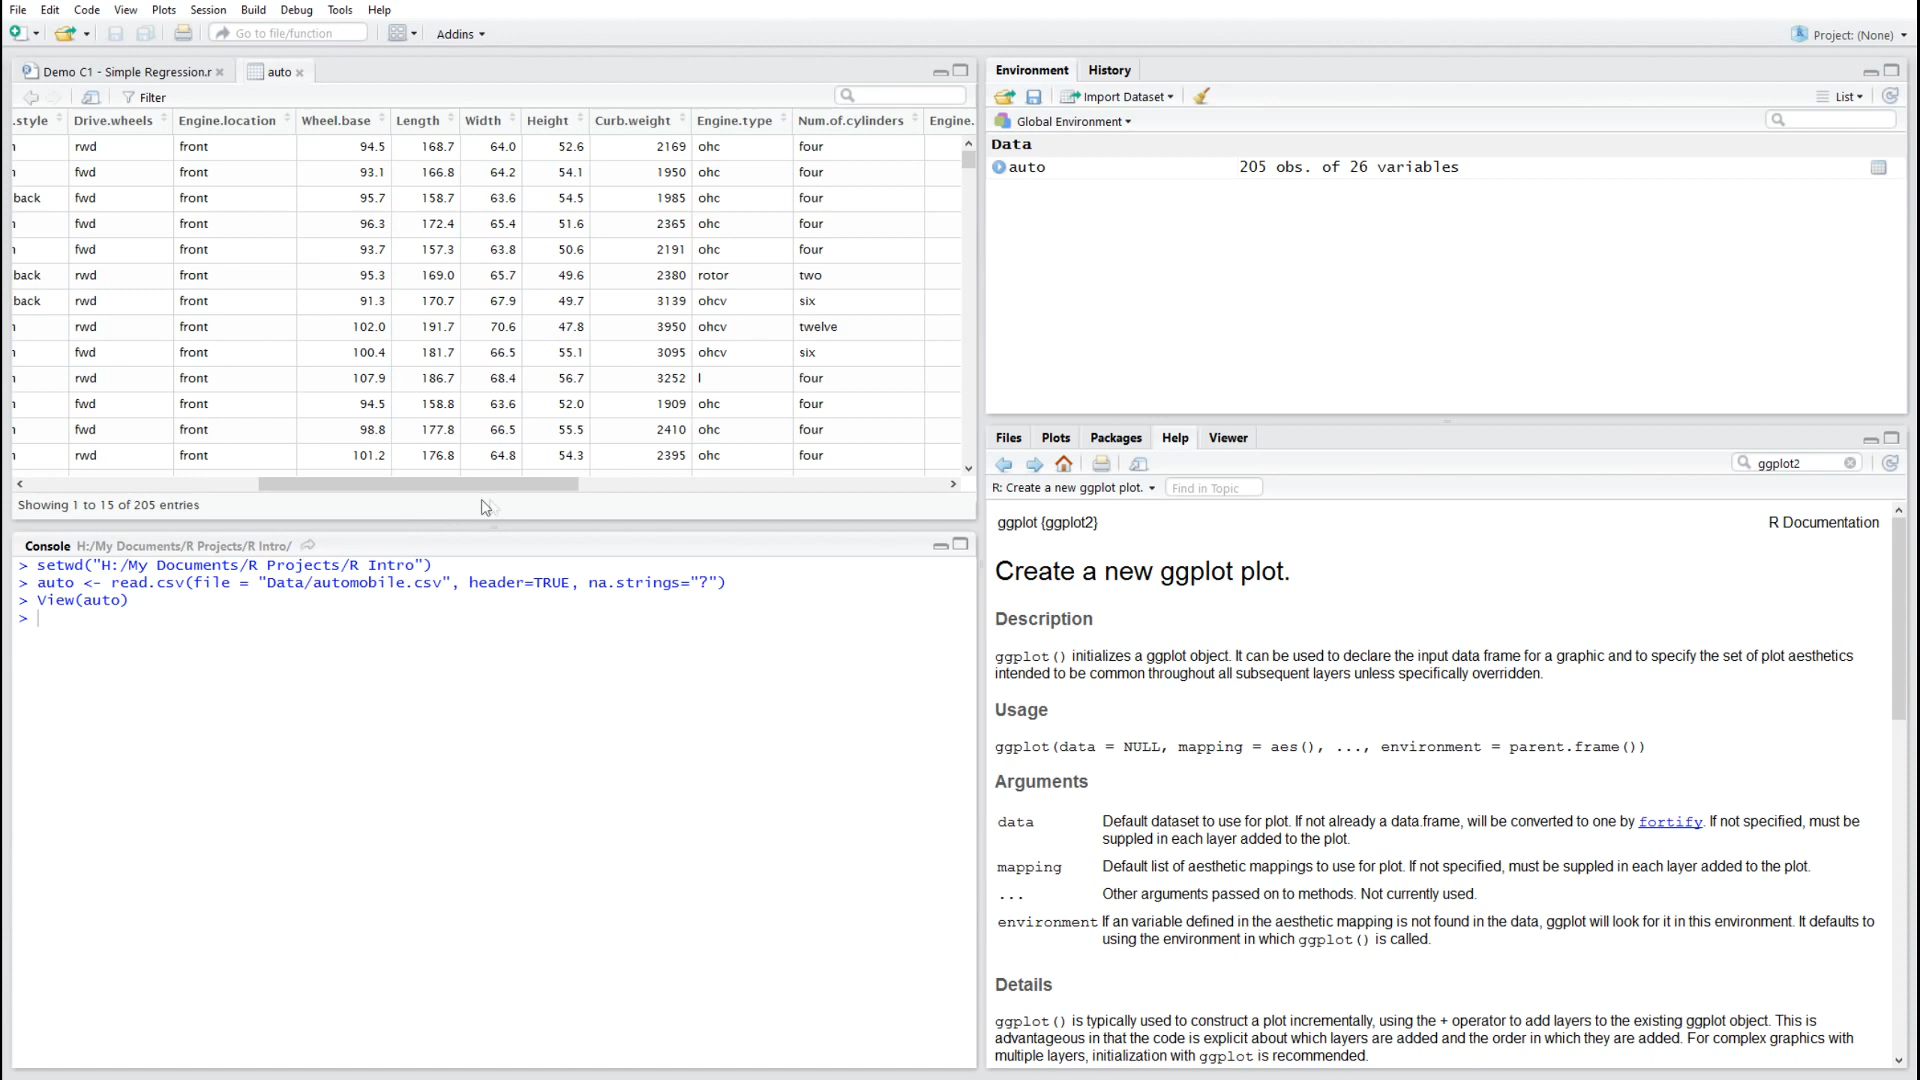 File Edit Code View Plots Session Build Debug Tools Help
Go to file/function Addins Project: (None)
Demo C1 - Simple Regression.r auto
Filter
.style Drive.wheels Engine.location Wheel.base Length Width Height Curb.weight Engine.type Num.of.cylinders Engine.
rwd front 94.5 168.7 64.0 52.6 2169 ohc four
fwd front 93.1 166.8 64.2 54.1 1950 ohc four
back fwd front 95.7 158.7 63.6 54.5 1985 ohc four
fwd front 96.3 172.4 65.4 51.6 2365 ohc four
fwd front 93.7 157.3 63.8 50.6 2191 ohc four
back rwd front 95.3 169.0 65.7 49.6 2380 rotor two
back rwd front 91.3 170.7 67.9 49.7 3139 ohcv six
rwd front 102.0 191.7 70.6 47.8 3950 ohcv twelve
fwd front 100.4 181.7 66.5 55.1 3095 ohcv six
rwd front 107.9 186.7 68.4 56.7 3252 l four
fwd front 94.5 158.8 63.6 52.0 1909 ohc four
fwd front 98.8 177.8 66.5 55.5 2410 ohc four
rwd front 101.2 176.8 64.8 54.3 2395 ohc four
Showing 1 to 15 of 205 entries
Console H:/My Documents/R Projects/R Intro/
> setwd("H:/My Documents/R Projects/R Intro")
> auto <- read.csv(file = "Data/automobile.csv", header=TRUE, na.strings="?")
> View(auto)
>
Environment History
Import Dataset List
Global Environment
Data
auto 205 obs. of 26 variables
Files Plots Packages Help Viewer
ggplot2
R: Create a new ggplot plot. Find in Topic
ggplot {ggplot2} R Documentation
Create a new ggplot plot.
Description
ggplot() initializes a ggplot object. It can be used to declare the input data frame for a graphic and to specify the set of plot aesthetics
intended to be common throughout all subsequent layers unless specifically overridden.
Usage
ggplot(data = NULL, mapping = aes(), ..., environment = parent.frame())
Arguments
data Default dataset to use for plot. If not already a data.frame, will be converted to one by fortify. If not specified, must be
suppled in each layer added to the plot.
mapping Default list of aesthetic mappings to use for plot. If not specified, must be suppled in each layer added to the plot.
... Other arguments passed on to methods. Not currently used.
environment If an variable defined in the aesthetic mapping is not found in the data, ggplot will look for it in this environment. It defaults to
using the environment in which ggplot() is called.
Details
ggplot() is typically used to construct a plot incrementally, using the + operator to add layers to the existing ggplot object. This is
advantageous in that the code is explicit about which layers are added and the order in which they are added. For complex graphics with
multiple layers, initialization with ggplot is recommended.